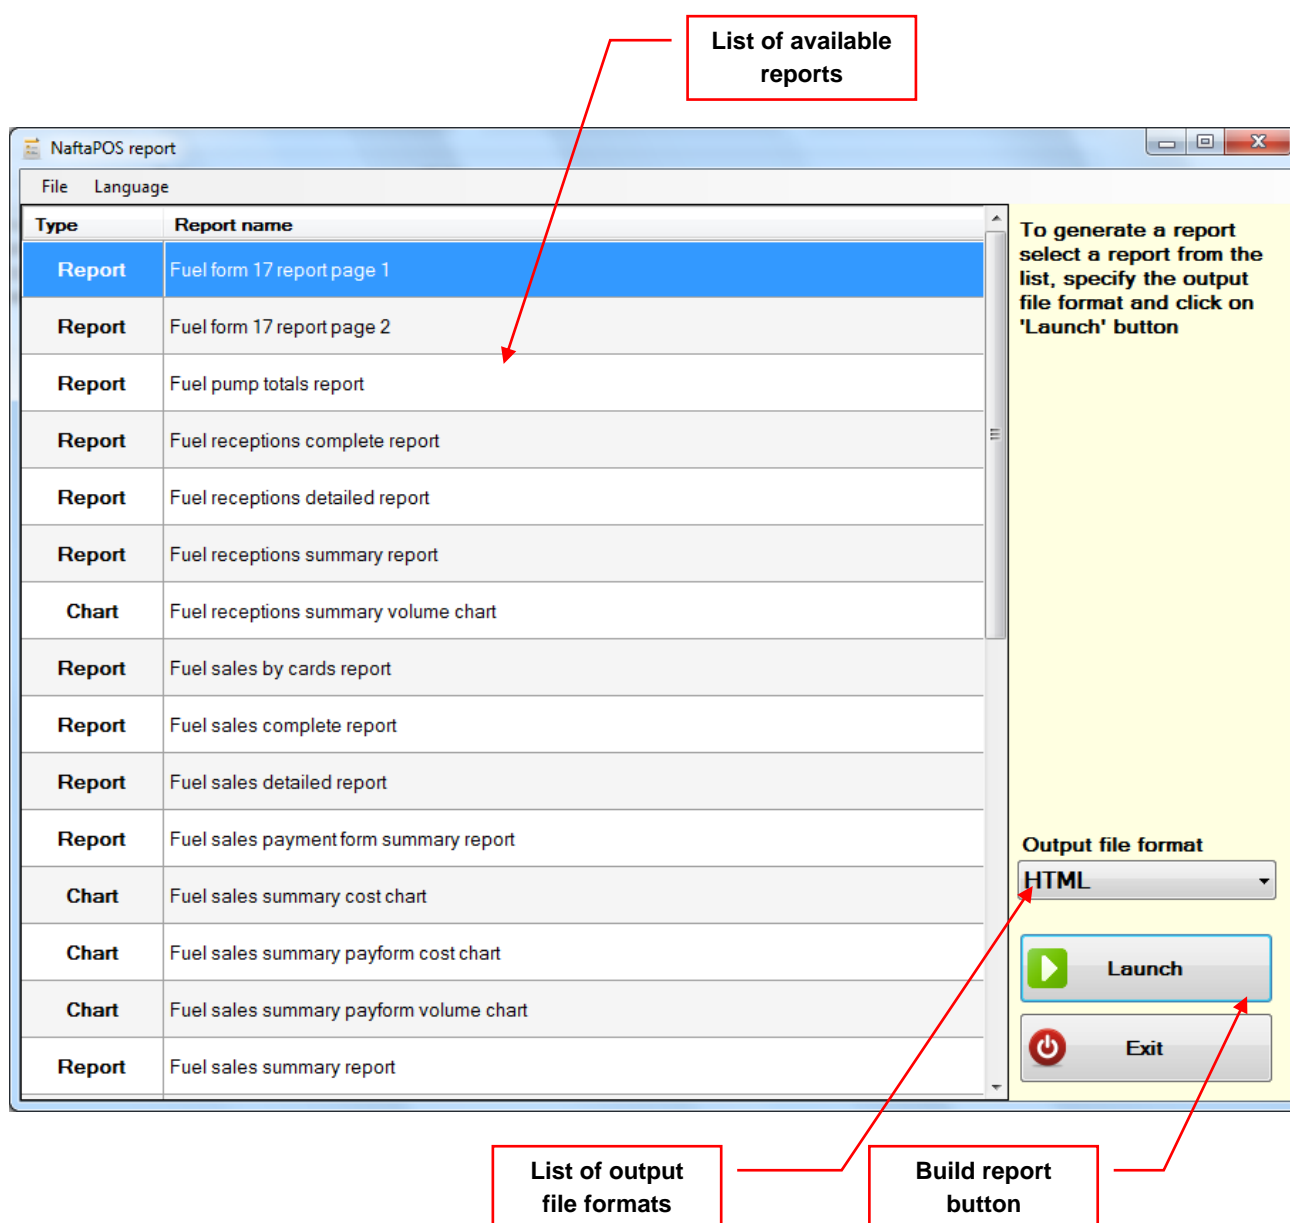 List of available
reports
NaftaPOS report
File Language
Type Report name
Report Fuel form 17 report page 1
Report Fuel form 17 report page 2
Report Fuel pump totals report
Report Fuel receptions complete report
Report Fuel receptions detailed report
Report Fuel receptions summary report
Chart Fuel receptions summary volume chart
Report Fuel sales by cards report
Report Fuel sales complete report
Report Fuel sales detailed report
Report Fuel sales payment form summary report
Chart Fuel sales summary cost chart
Chart Fuel sales summary payform cost chart
Chart Fuel sales summary payform volume chart
Report Fuel sales summary report
To generate a report
select a report from the
list, specify the output
file format and click on
'Launch' button
Output file format
HTML
Launch
Exit
List of output
file formats
Build report
button